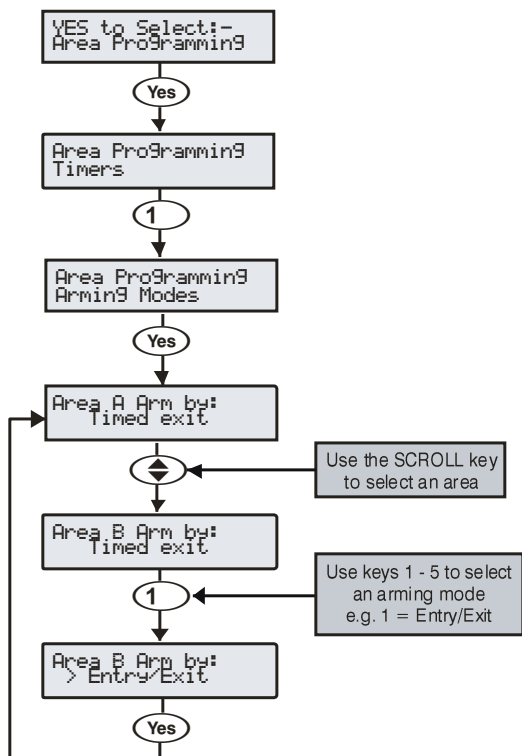 YES to Select:-
Area Programming
Yes
Area Programming
Timers
1
Area Programming
Arming Modes
Yes
Area A Arm by:
Timed exit
Use the SCROLL key
to select an area
Area B Arm by:
Timed exit
Use keys 1 - 5 to select
an arming mode
e.g. 1 = Entry/Exit
1
Area B Arm by:
> Entry/Exit
Yes